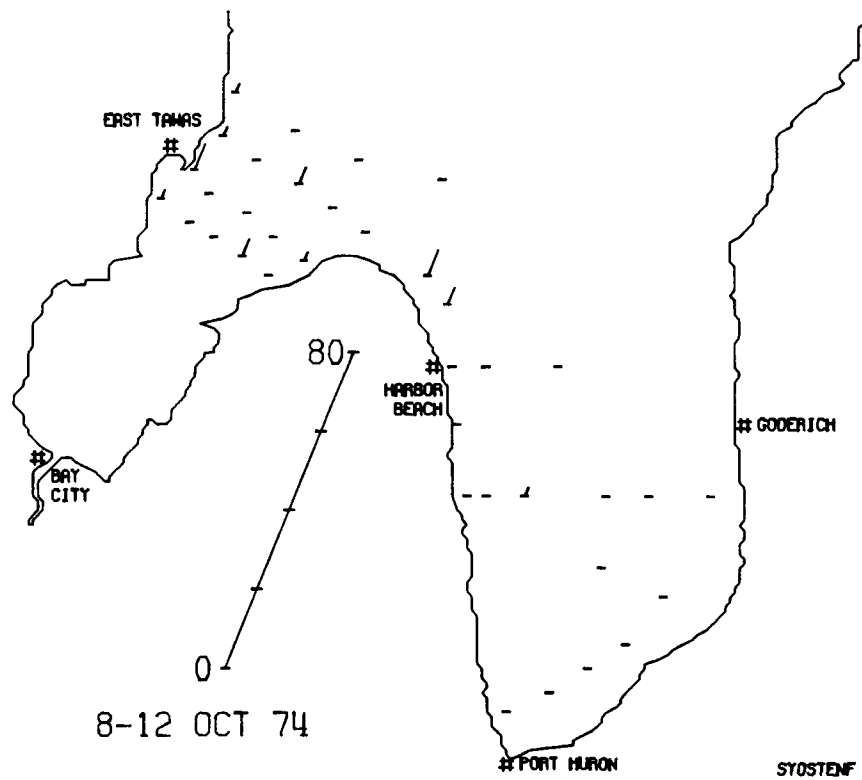 EAST TAWAS
80
HARBOR
BEACH
GODERICH
BAY
CITY
0
8-12 OCT 74
PORT HURON
SYOSTENF